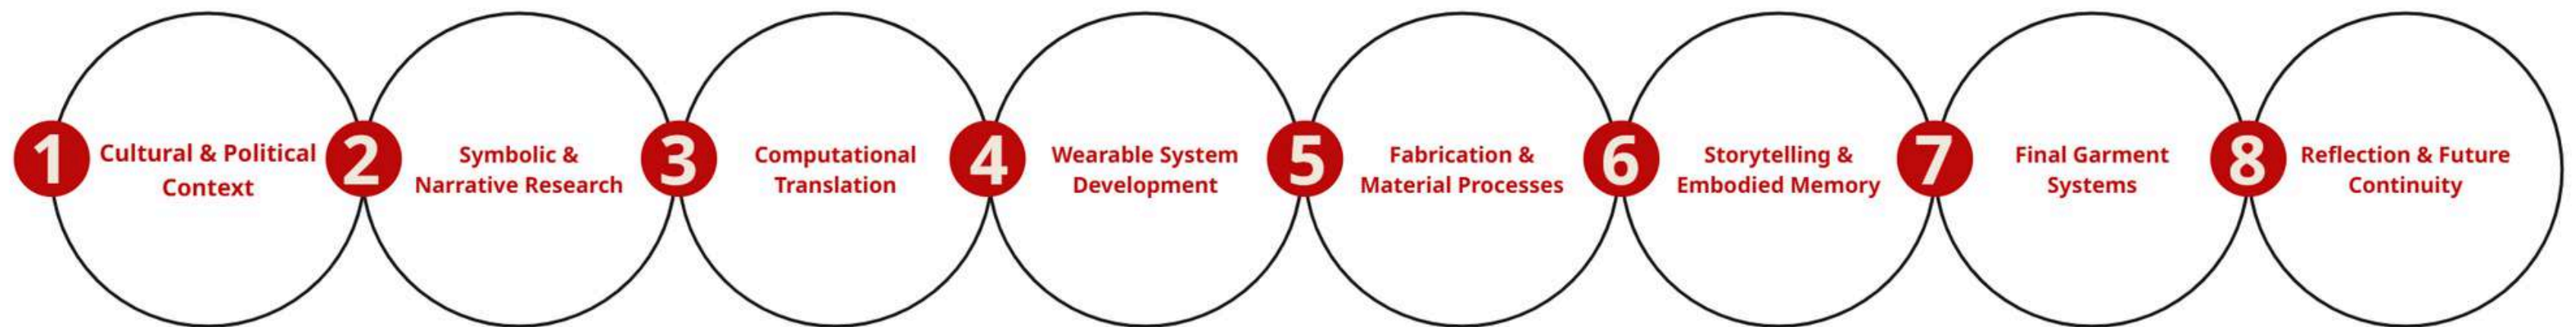 1
Cultural & Political
Context
2
Symbolic &
Narrative Research
3
Computational
Translation
4
Wearable System
Development
5
Fabrication &
Material Processes
6
Storytelling &
Embodied Memory
7
Final Garment
Systems
8
Reflection & Future
Continuity